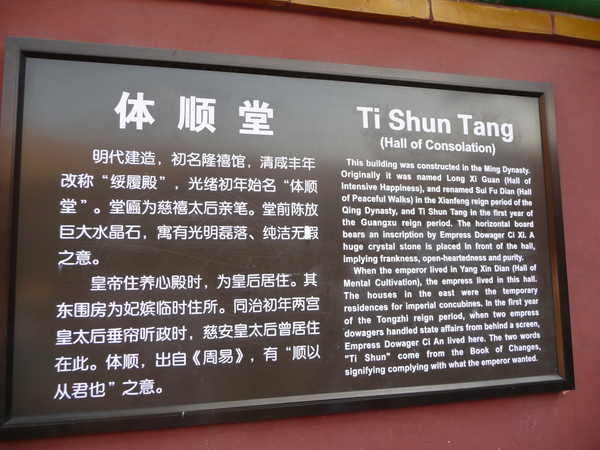 体顺堂
明代建造，初名隆禧馆，清咸丰年
改称“绥履殿”，光绪初年始名“体顺
堂”。堂匾为慈禧太后亲笔。堂前陈放
巨大水晶石，寓有光明磊落、纯洁无瑕
之意。
皇帝住养心殿时，为皇后居住。其
东围房为妃嫔临时住所。同治初年两宫
皇太后垂帘听政时，慈安皇太后曾居住
在此。体顺，出自《周易》，有“顺以
从君也”之意。
Ti Shun Tang
(Hall of Consolation)
This building was constructed in the Ming Dynasty.
Originally it was named Long Xi Guan (Hall of
Intensive Happiness), and renamed Sui Fu Dian (Hall
of Peaceful Walks) in the Xianfeng reign period of the
Qing Dynasty, and Ti Shun Tang in the first year of
the Guangxu reign period. The horizontal board
bears an inscription by Empress Dowager Ci Xi. A
huge crystal stone is placed in front of the hall,
implying frankness, open-heartedness and purity.
When the emperor lived in Yang Xin Dian (Hall of
Mental Cultivation), the empress lived in this hall.
The houses in the east were the temporary
residences for imperial concubines. In the first year
of the Tongzhi reign period, when two empress
dowagers handled state affairs from behind a screen,
Empress Dowager Ci An lived here. The two words
"Ti Shun" come from the Book of Changes,
signifying complying with what the emperor wanted.